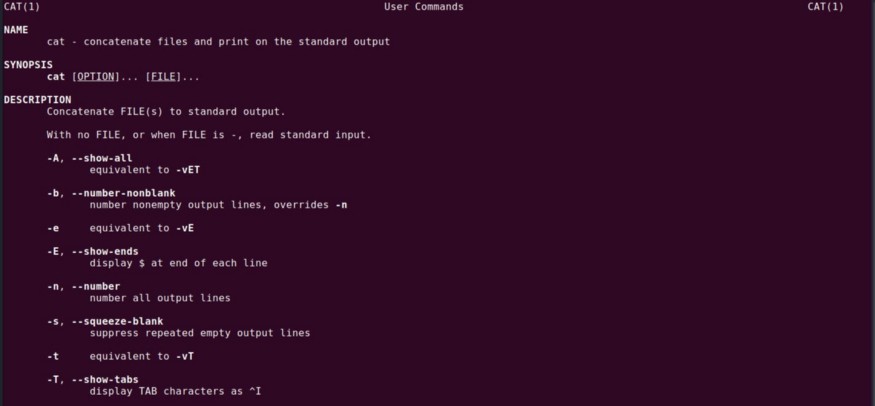 CAT(1) User Commands CAT(1)
NAME
cat - concatenate files and print on the standard output
SYNOPSIS
cat [OPTION]... [FILE]...
DESCRIPTION
Concatenate FILE(s) to standard output.
With no FILE, or when FILE is -, read standard input.
-A, --show-all
equivalent to -vET
-b, --number-nonblank
number nonempty output lines, overrides -n
-e equivalent to -vE
-E, --show-ends
display $ at end of each line
-n, --number
number all output lines
-s, --squeeze-blank
suppress repeated empty output lines
-t equivalent to -vT
-T, --show-tabs
display TAB characters as ^I